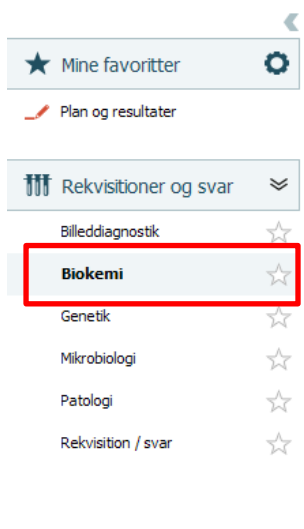 Mine favoritter
Plan og resultater
Rekvisitioner og svar
Billeddiagnostik
Biokemi
Genetik
Mikrobiologi
Patologi
Rekvisition / svar